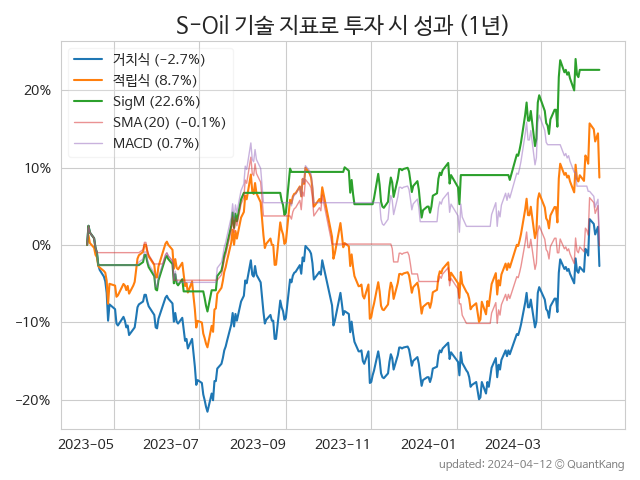 S-Oil 기술 지표로 투자 시 성과 (1년)
거치식 (-2.7%)
적립식 (8.7%)
SigM (22.6%)
SMA(20) (-0.1%)
MACD (0.7%)
20%
10%
0%
-10%
-20%
2023-05 2023-07 2023-09 2023-11 2024-01 2024-03
updated: 2024-04-12 © QuantKang